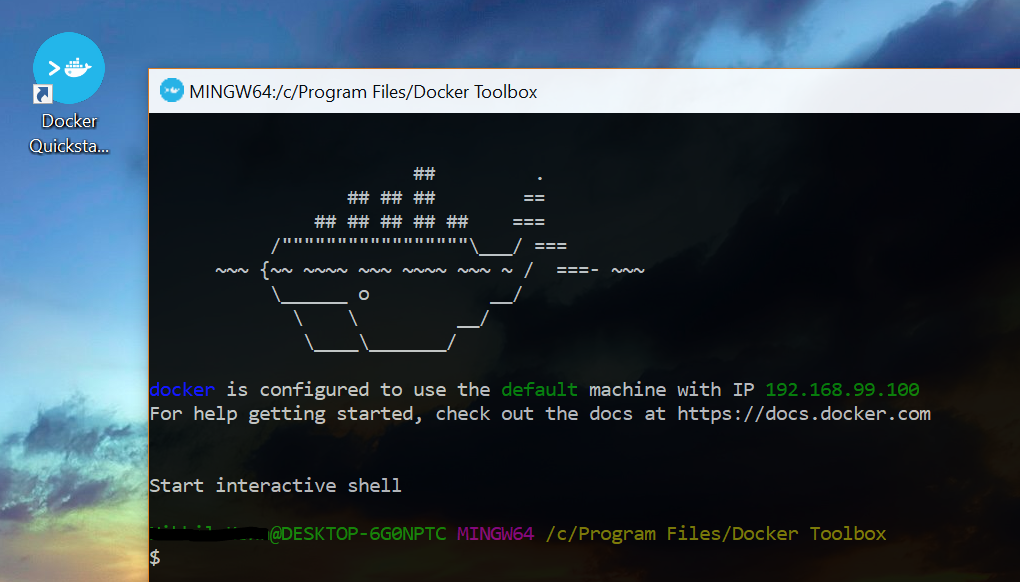 Docker
Quicksta...
MINGW64:/c/Program Files/Docker Toolbox
##         .
## ## ##        ==
## ## ## ## ##    ===
/"""""""""""""""""\___/ ===
~~~ {~~ ~~~~ ~~~ ~~~~ ~~~ ~ /  ===- ~~~
\______ o           __/
\    \         __/
\____\_______/
docker is configured to use the default machine with IP 192.168.99.100
For help getting started, check out the docs at https://docs.docker.com
Start interactive shell
@DESKTOP-6G0NPTC MINGW64 /c/Program Files/Docker Toolbox
$